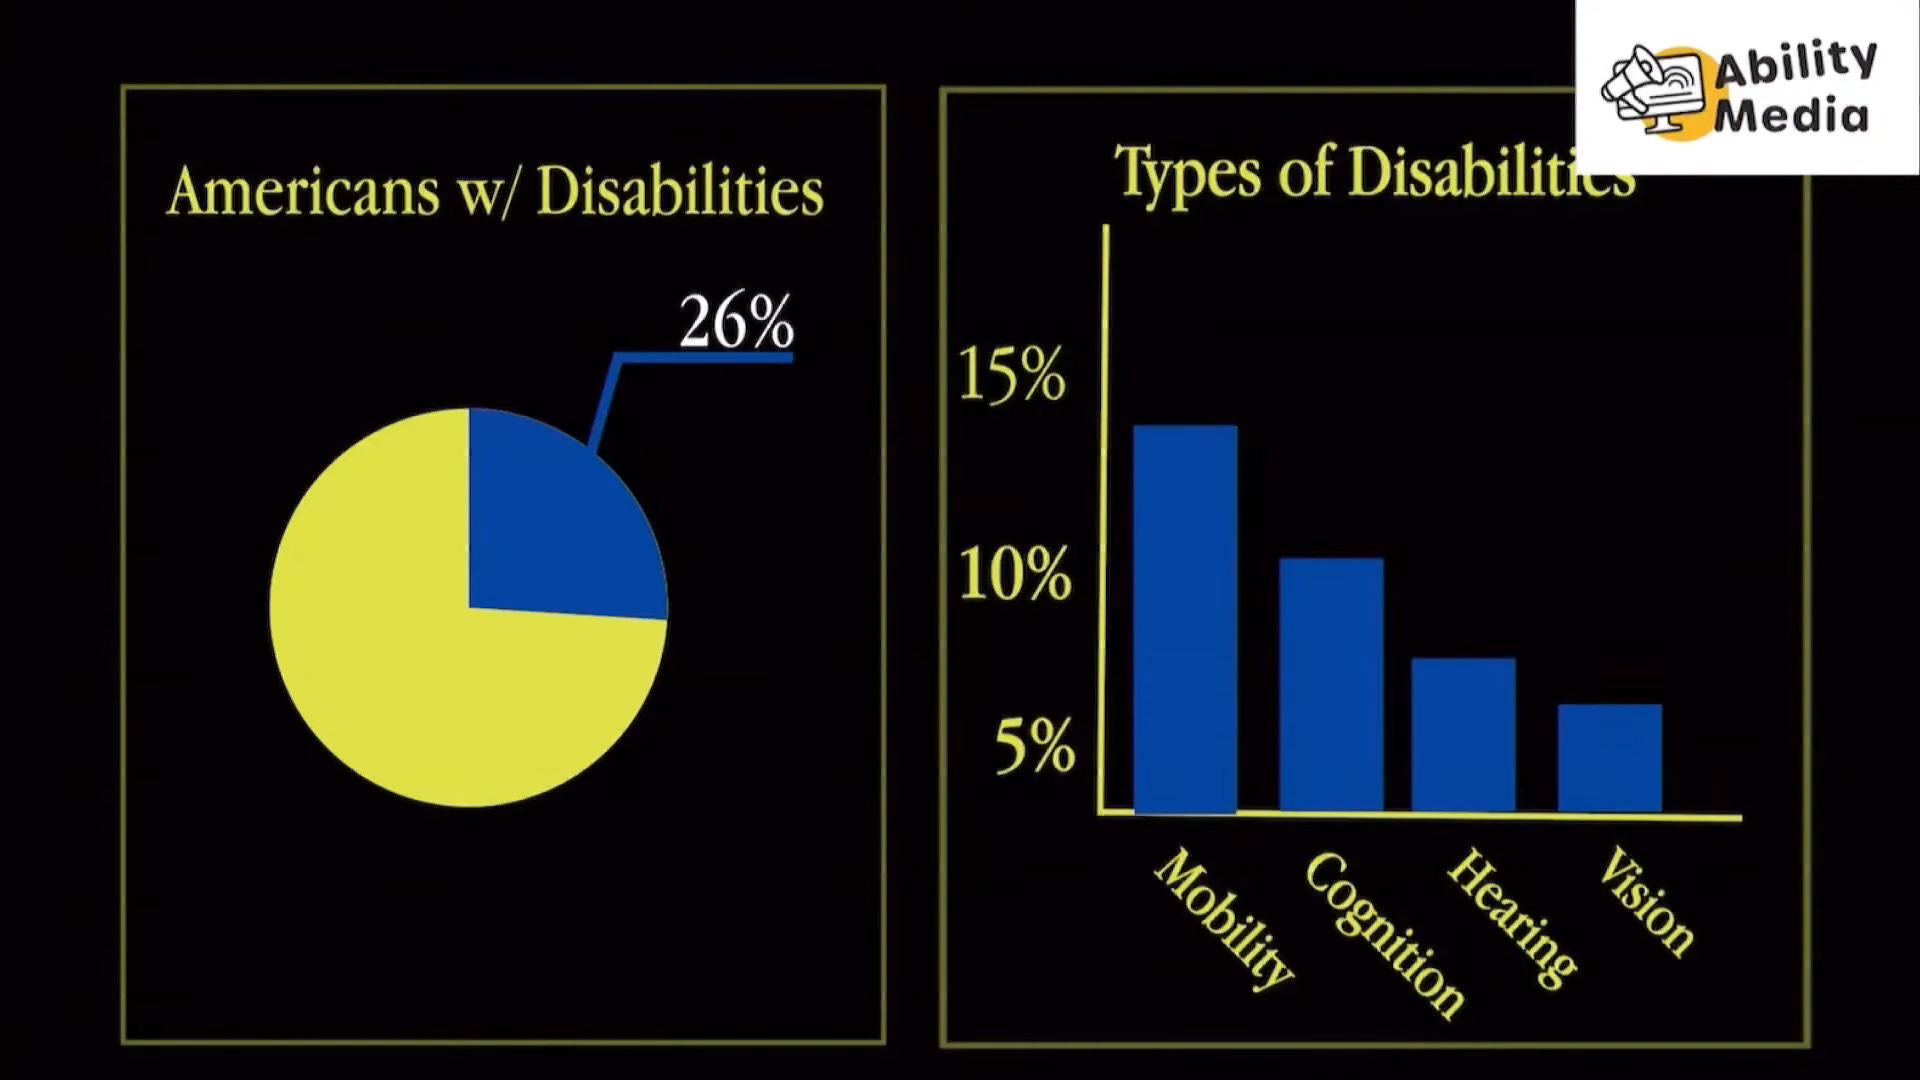 Ability
Media
Americans w/ Disabilities
26%
Types of Disabilities
15%
10%
5%
Mobility
Cognition
Hearing
Vision